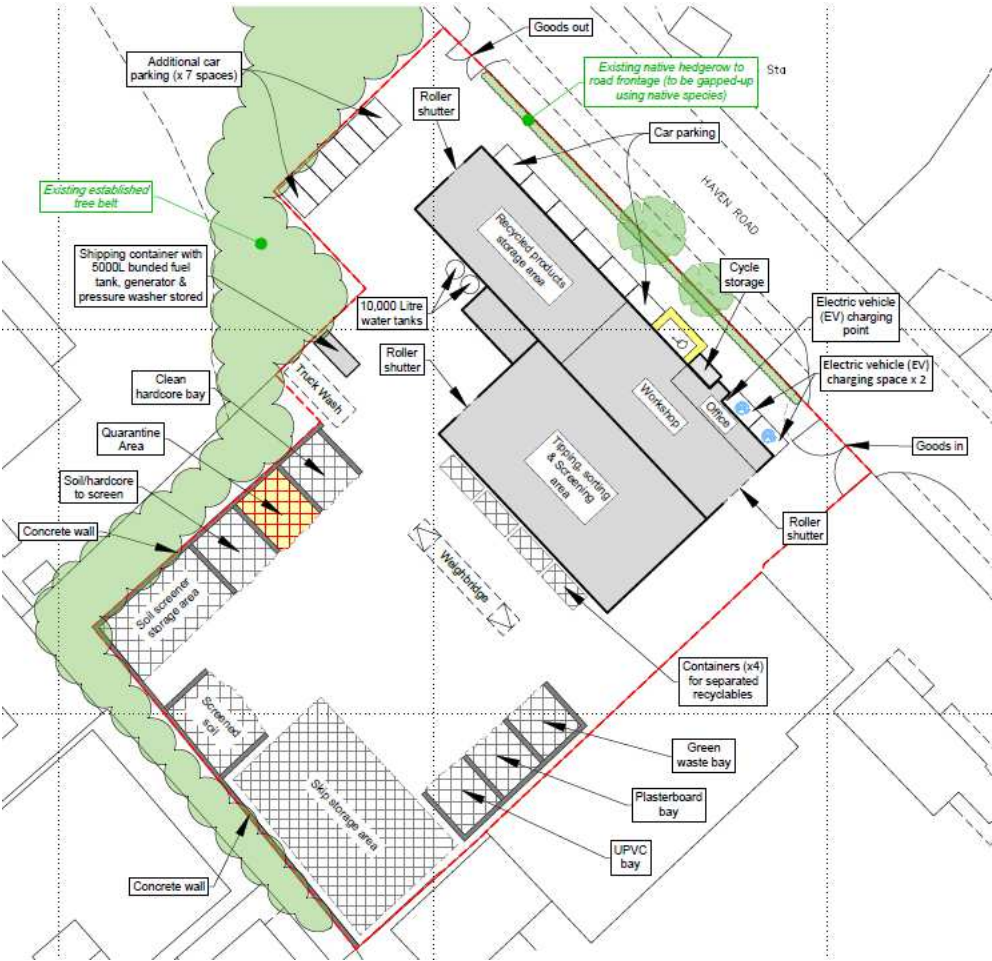 Goods out
Additional car
parking (x 7 spaces)
Existing native hedgerow to
road frontage (to be gapped-up
using native species)
Sta
Roller
shutter
Car parking
HAVEN ROAD
Existing established
tree belt
Recycled products
storage area
Shipping container with
5000L bunded fuel
tank, generator &
pressure washer stored
Cycle
storage
10,000 Litre
water tanks
Electric vehicle
(EV) charging
point
Roller
shutter
Electric vehicle (EV)
charging space x 2
Truck Wash
Clean
hardcore bay
Workshop
Office
Quarantine
Area
Goods in
Tipping, sorting
& Screening
area
Soil/hardcore
to screen
Concrete wall
Roller
shutter
Weighbridge
Soil screener
storage area
Containers (x4)
for separated
recyclables
Screened
soil
Green
waste bay
Skip storage area
Plasterboard
bay
UPVC
bay
Concrete wall